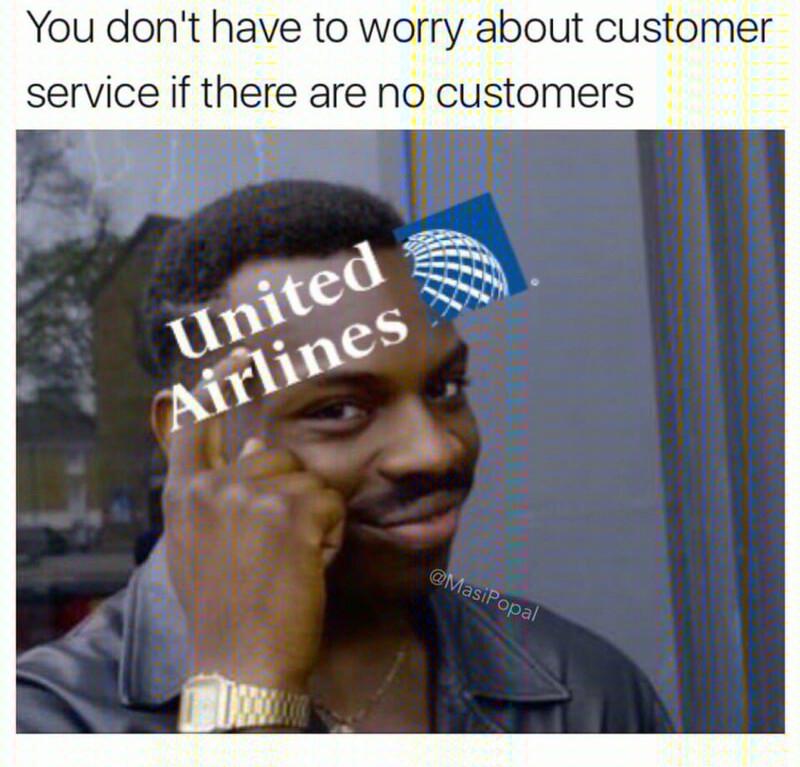 You don't have to worry about customer
service if there are no customers
United
Airlines
@MasiPopal